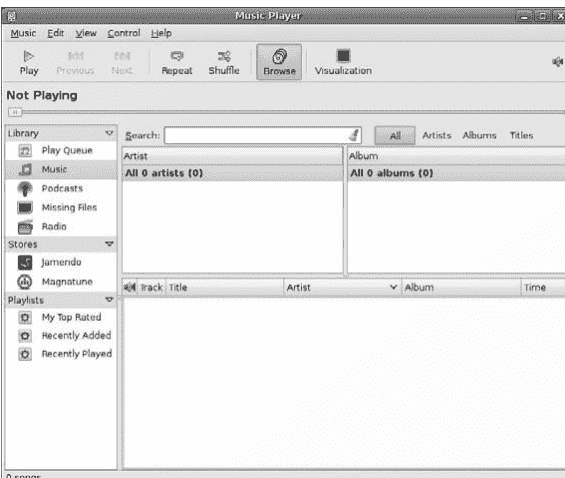 Music Player
Music Edit View Control Help
Play Previous Next Repeat Shuffle Browse Visualization
Not Playing
Library
Play Queue
Music
Podcasts
Missing Files
Radio
Stores
Jamendo
Magnatune
Playlists
My Top Rated
Recently Added
Recently Played
Search: All Artists Albums Titles
Artist Album
All 0 artists (0) All 0 albums (0)
Track Title Artist Album Time
0 songs